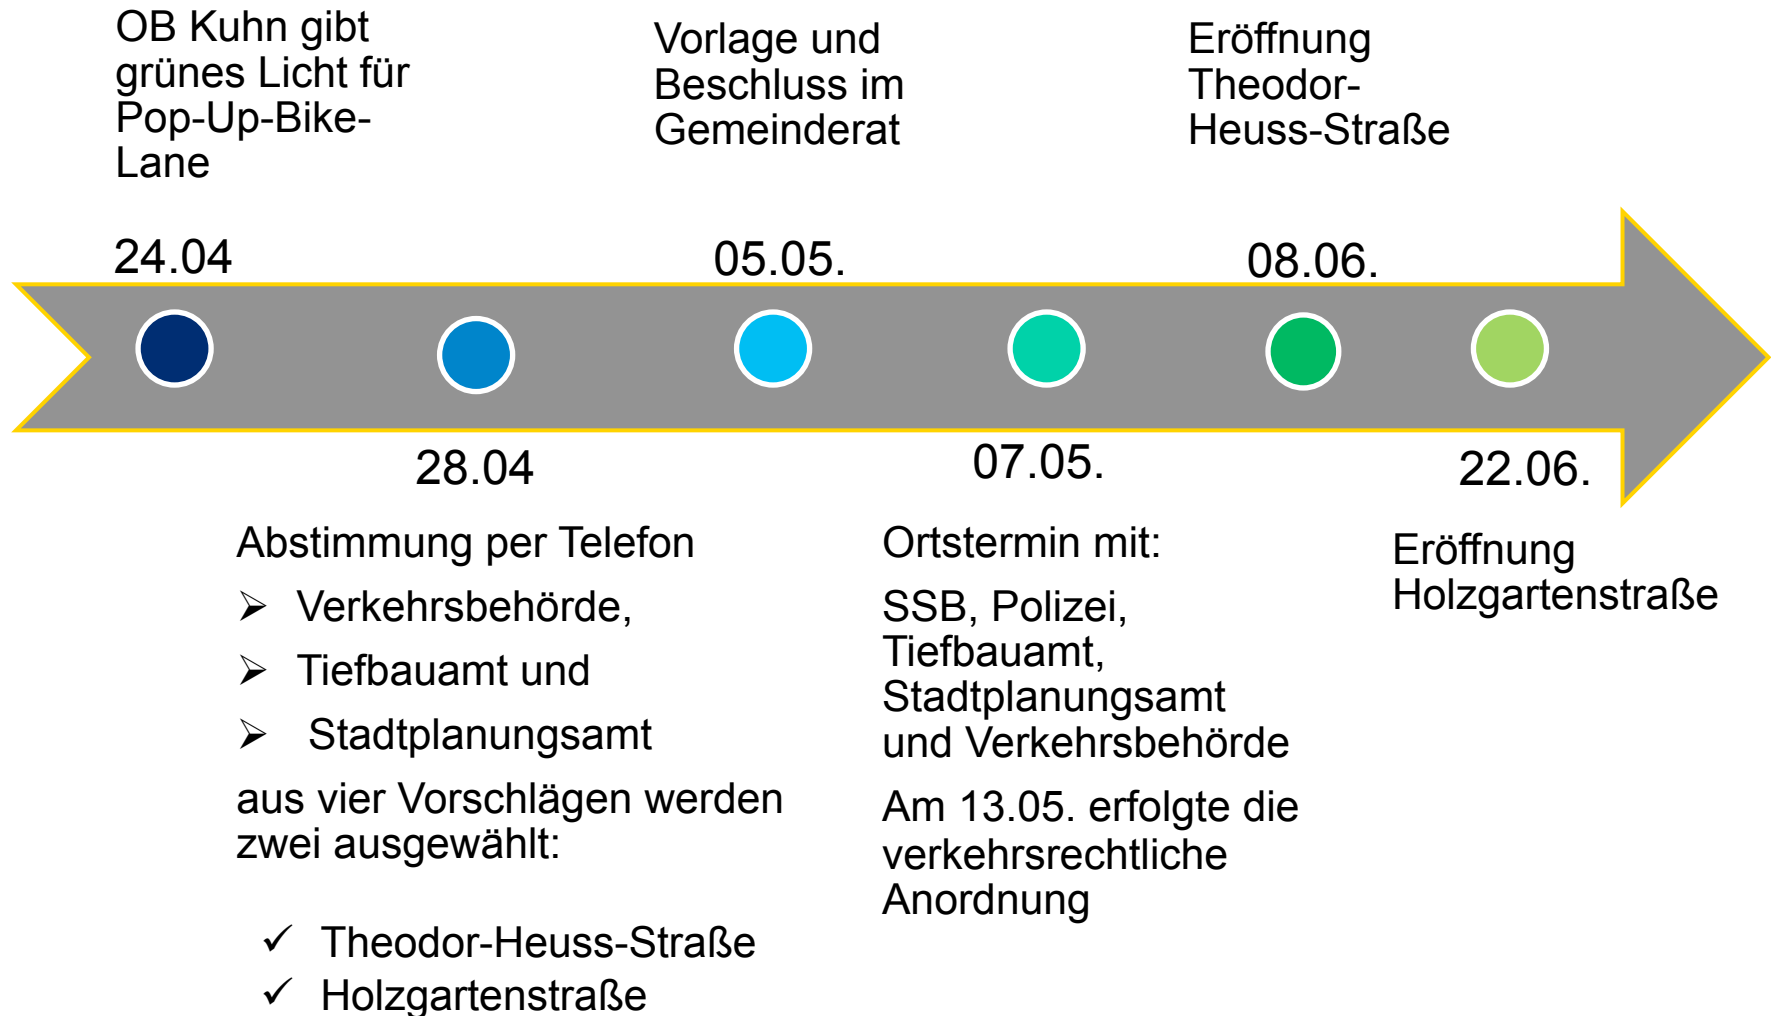 OB Kuhn gibt
grünes Licht für
Pop-Up-Bike-
Lane
24.04
28.04
Abstimmung per Telefon
➢ Verkehrsbehörde,
➢ Tiefbauamt und
➢ Stadtplanungsamt
aus vier Vorschlägen werden
zwei ausgewählt:
✓ Theodor-Heuss-Straße
✓ Holzgartenstraße
Vorlage und
Beschluss im
Gemeinderat
05.05.
07.05.
Ortstermin mit:
SSB, Polizei,
Tiefbauamt,
Stadtplanungsamt
und Verkehrsbehörde
Am 13.05. erfolgte die
verkehrsrechtliche
Anordnung
Eröffnung
Theodor-
Heuss-Straße
08.06.
22.06.
Eröffnung
Holzgartenstraße